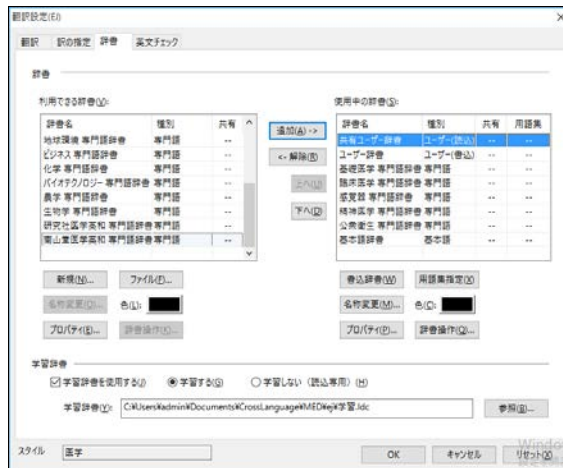 翻訳設定(EJ)
翻訳 訳の指定 辞書 英文チェック
辞書
利用できる辞書(V):
辞書名 種別 共有
地球環境 専門語辞書 専門語 --
ビジネス 専門語辞書 専門語 --
化学 専門語辞書 専門語 --
バイオテクノロジー 専門語辞書 専門語 --
農学 専門語辞書 専門語 --
生物学 専門語辞書 専門語 --
研究社医学英和 専門語辞書 専門語 --
南山堂医学英和 専門語辞書 専門語 --
追加(A) ->
<- 解除(R)
上へ(U)
下へ(D)
使用中の辞書(S):
辞書名 種別 共有 用語集
共有ユーザー辞書 ユーザー(読込) -- --
ユーザー辞書 ユーザー(書込) -- --
基礎医学 専門語辞書 専門語 -- --
臨床医学 専門語辞書 専門語 -- --
感覚器 専門語辞書 専門語 -- --
精神医学 専門語辞書 専門語 -- --
公衆衛生 専門語辞書 専門語 -- --
基本語辞書 基本語 -- --
新規(N)... ファイル(F)...
名称変更(O)... 色(L):
プロパティ(E)... 辞書操作(K)...
書込辞書(W) 用語集指定(X)
名称変更(M)... 色(C):
プロパティ(P)... 辞書操作(Q)...
学習辞書
学習辞書を使用する(J) 学習する(G) 学習しない（読込専用）(H)
学習辞書(Y): C:¥Users¥admin¥Documents¥CrossLanguage¥MED¥ej¥学習.ldc 参照(B)...
スタイル 医学
OK キャンセル リセット(Z)
Windo